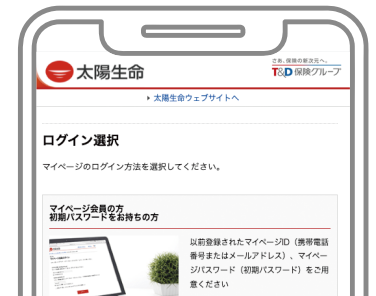 太陽生命
さあ、保険の新次元へ。
T&D 保険グループ
太陽生命ウェブサイトへ
ログイン選択
マイページのログイン方法を選択してください。
マイページ会員の方
初期パスワードをお持ちの方
以前登録されたマイページID（携帯電話
番号またはメールアドレス）、マイペー
ジパスワード（初期パスワード）をご用
意ください